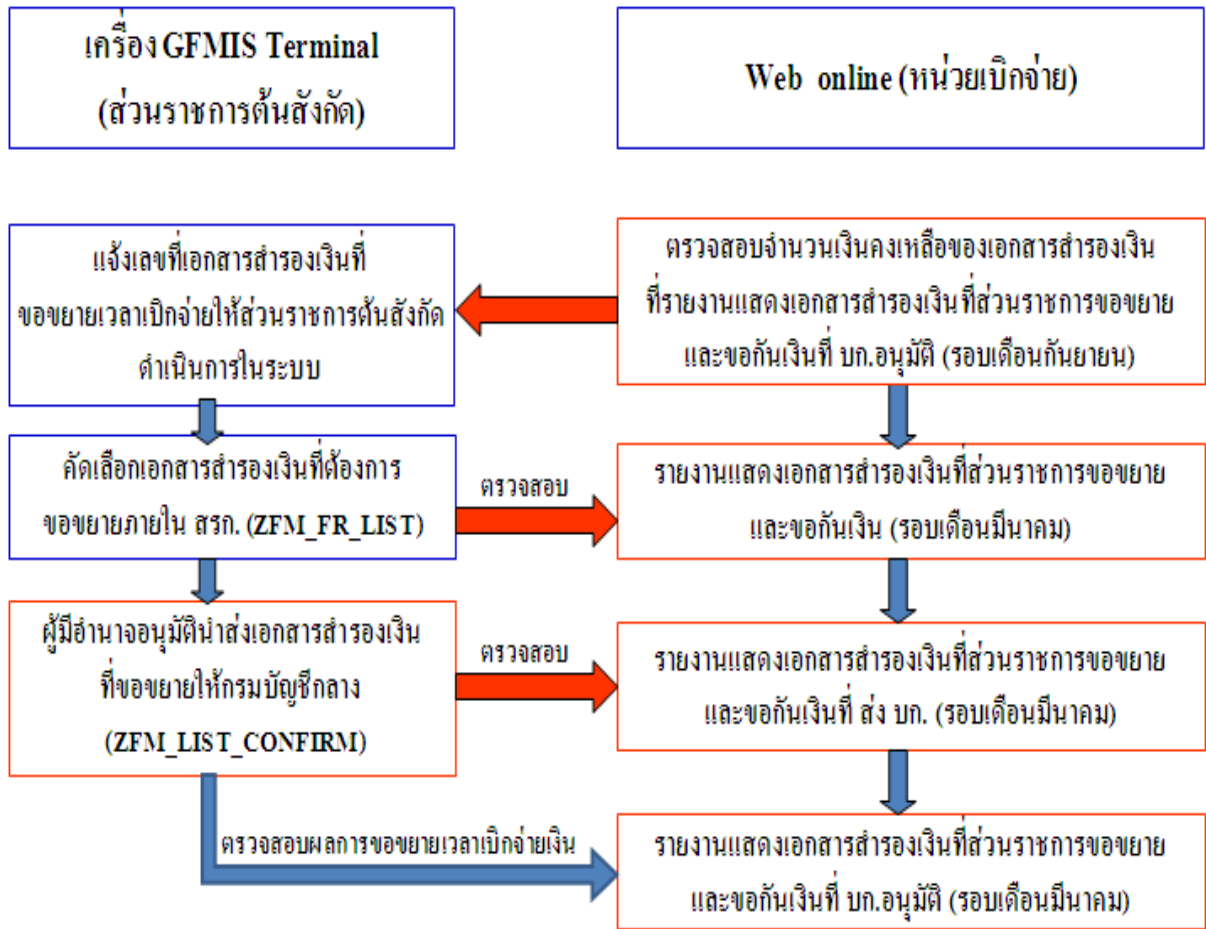 เครื่อง GFMIS Terminal
(ส่วนราชการต้นสังกัด)
Web online (หน่วยเบิกจ่าย)
แจ้งเลขที่เอกสารสำรองเงินที่
ขอขยายเวลาเบิกจ่ายให้ส่วนราชการต้นสังกัด
ดำเนินการในระบบ
ตรวจสอบจำนวนเงินคงเหลือของเอกสารสำรองเงิน
ที่รายงานแสดงเอกสารสำรองเงินที่ส่วนราชการขอขยาย
และขอกันเงินที่ บก.อนุมัติ (รอบเดือนกันยายน)
คัดเลือกเอกสารสำรองเงินที่ต้องการ
ขอขยายภายใน สรก. (ZFM_FR_LIST)
ตรวจสอบ
รายงานแสดงเอกสารสำรองเงินที่ส่วนราชการขอขยาย
และขอกันเงิน (รอบเดือนมีนาคม)
ผู้มีอำนาจอนุมัตินำส่งเอกสารสำรองเงิน
ที่ขอขยายให้กรมบัญชีกลาง
(ZFM_LIST_CONFIRM)
ตรวจสอบ
รายงานแสดงเอกสารสำรองเงินที่ส่วนราชการขอขยาย
และขอกันเงินที่ ส่ง บก. (รอบเดือนมีนาคม)
ตรวจสอบผลการขอขยายเวลาเบิกจ่ายเงิน
รายงานแสดงเอกสารสำรองเงินที่ส่วนราชการขอขยาย
และขอกันเงินที่ บก.อนุมัติ (รอบเดือนมีนาคม)